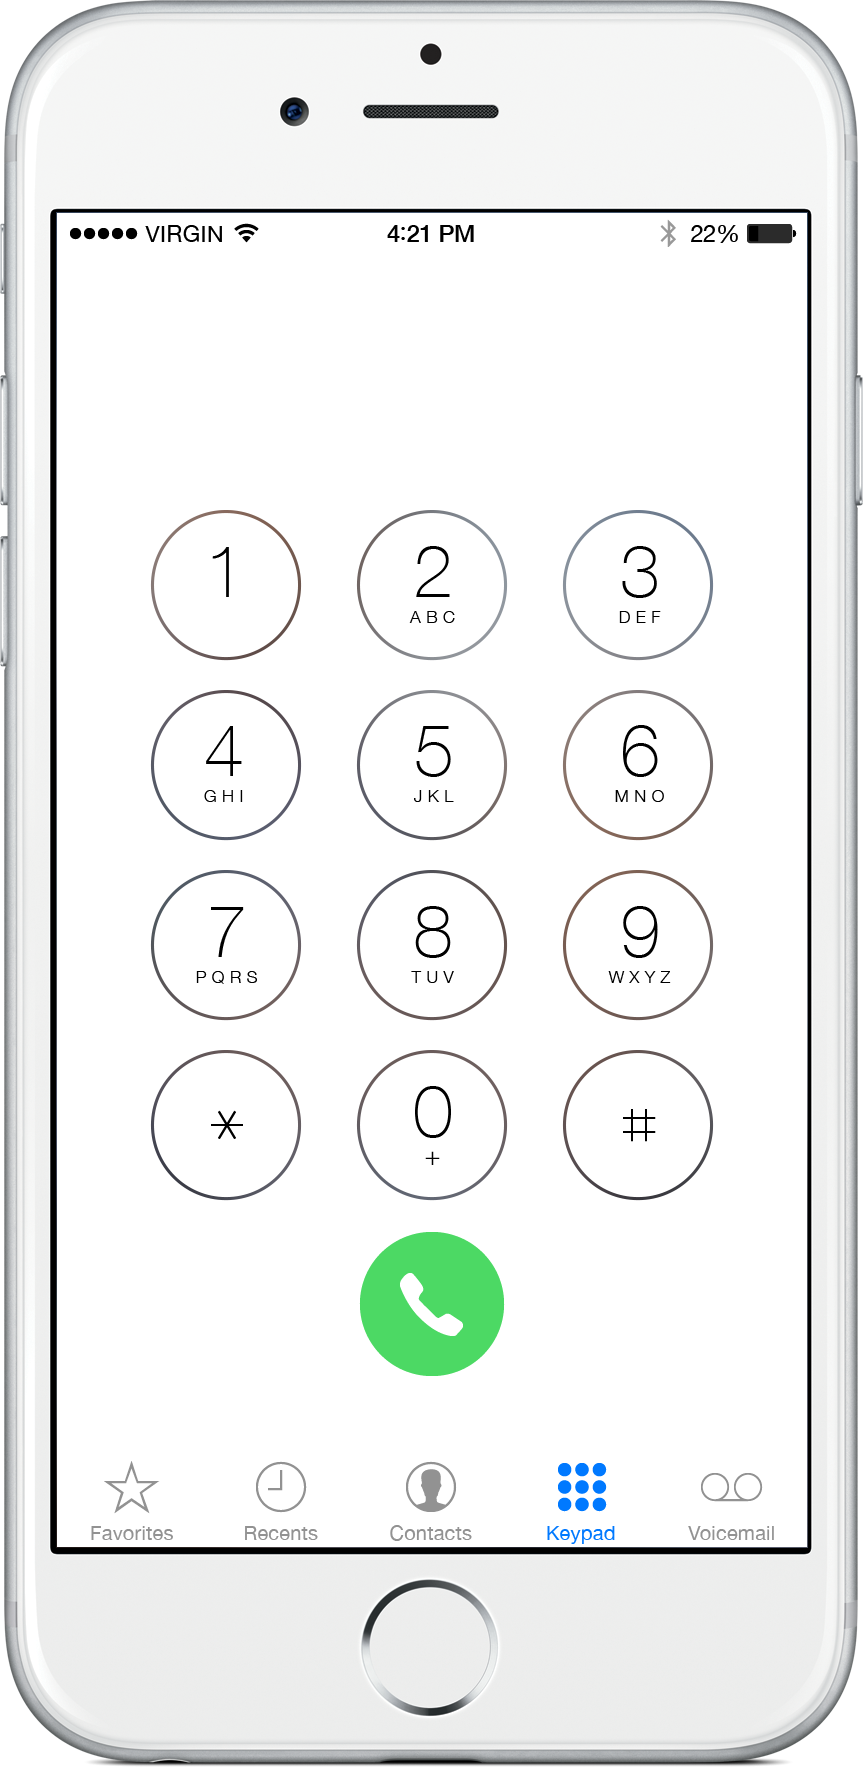 VIRGIN 4:21 PM 22%
1 2 3
ABC DEF
4 5 6
GHI JKL MNO
7 8 9
PQRS TUV WXYZ
* 0 #
+
Favorites Recents Contacts Keypad Voicemail